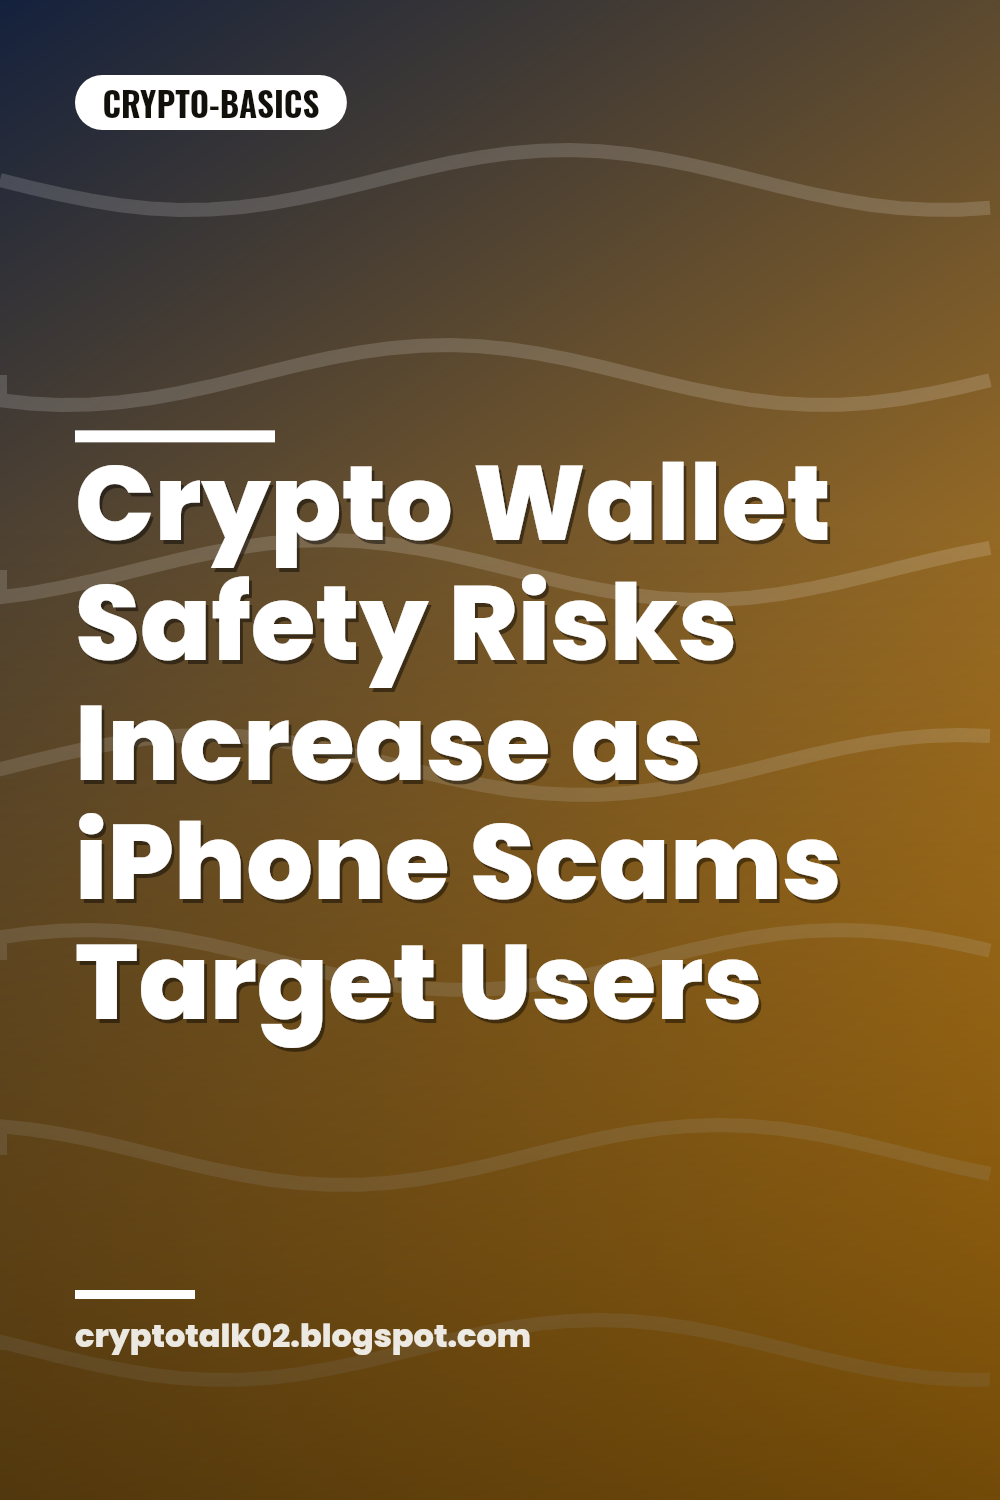 CRYPTO-BASICS
Crypto Wallet
Safety Risks
Increase as
iPhone Scams
Target Users
cryptotalk02.blogspot.com